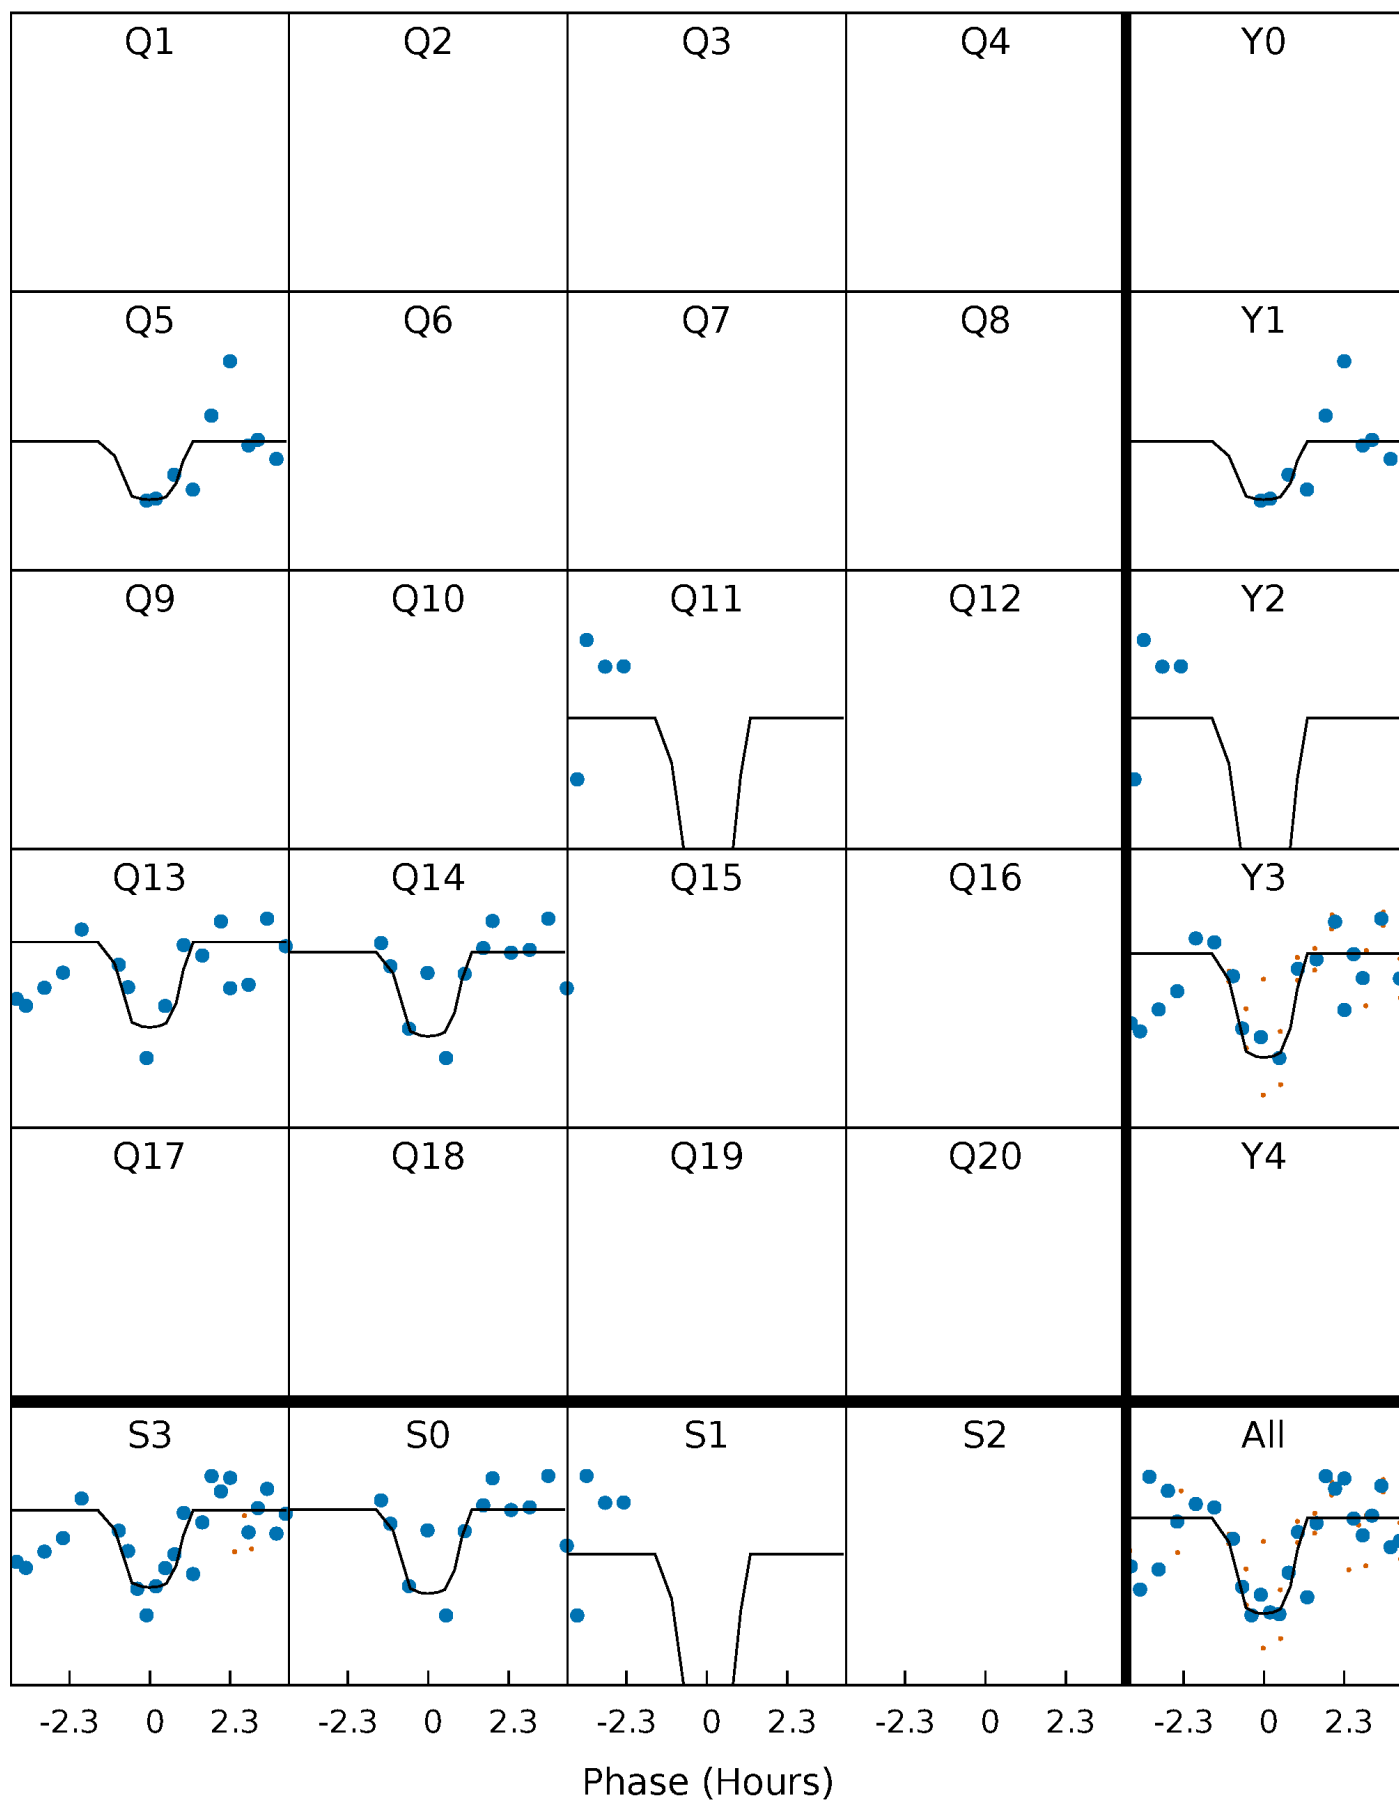 Q1 Q2 Q3 Q4 Y0
Q5 Q6 Q7 Q8 Y1
Q9 Q10 Q11 Q12 Y2
Q13 Q14 Q15 Q16 Y3
Q17 Q18 Q19 Q20 Y4
S3 S0 S1 S2 All
-2.3 0 2.3 -2.3 0 2.3 -2.3 0 2.3 -2.3 0 2.3 -2.3 0 2.3
Phase (Hours)